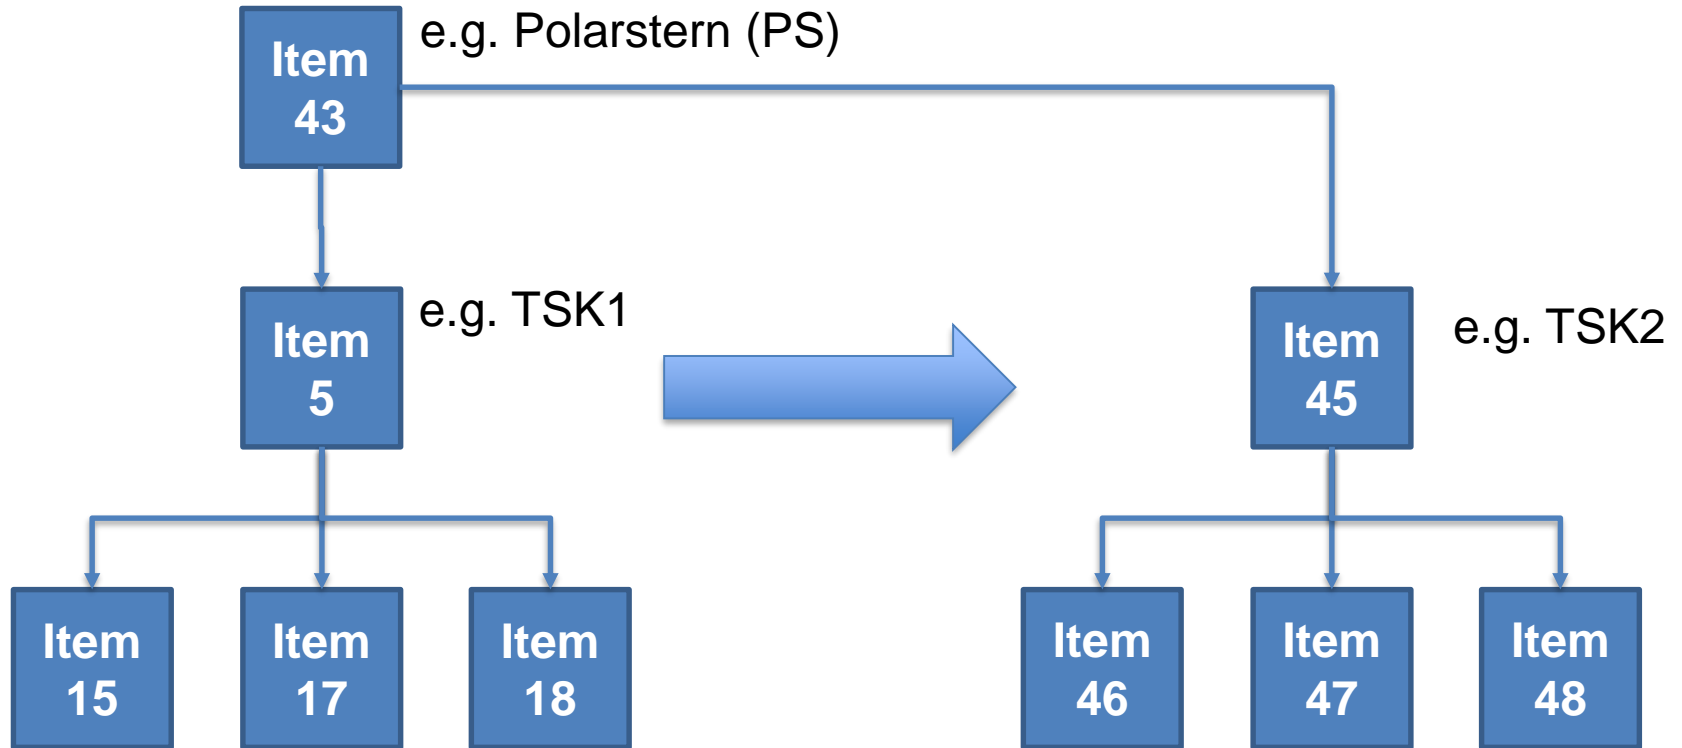 Item
43
e.g. Polarstern (PS)
Item
5
e.g. TSK1
Item
45
e.g. TSK2
Item
15
Item
17
Item
18
Item
46
Item
47
Item
48